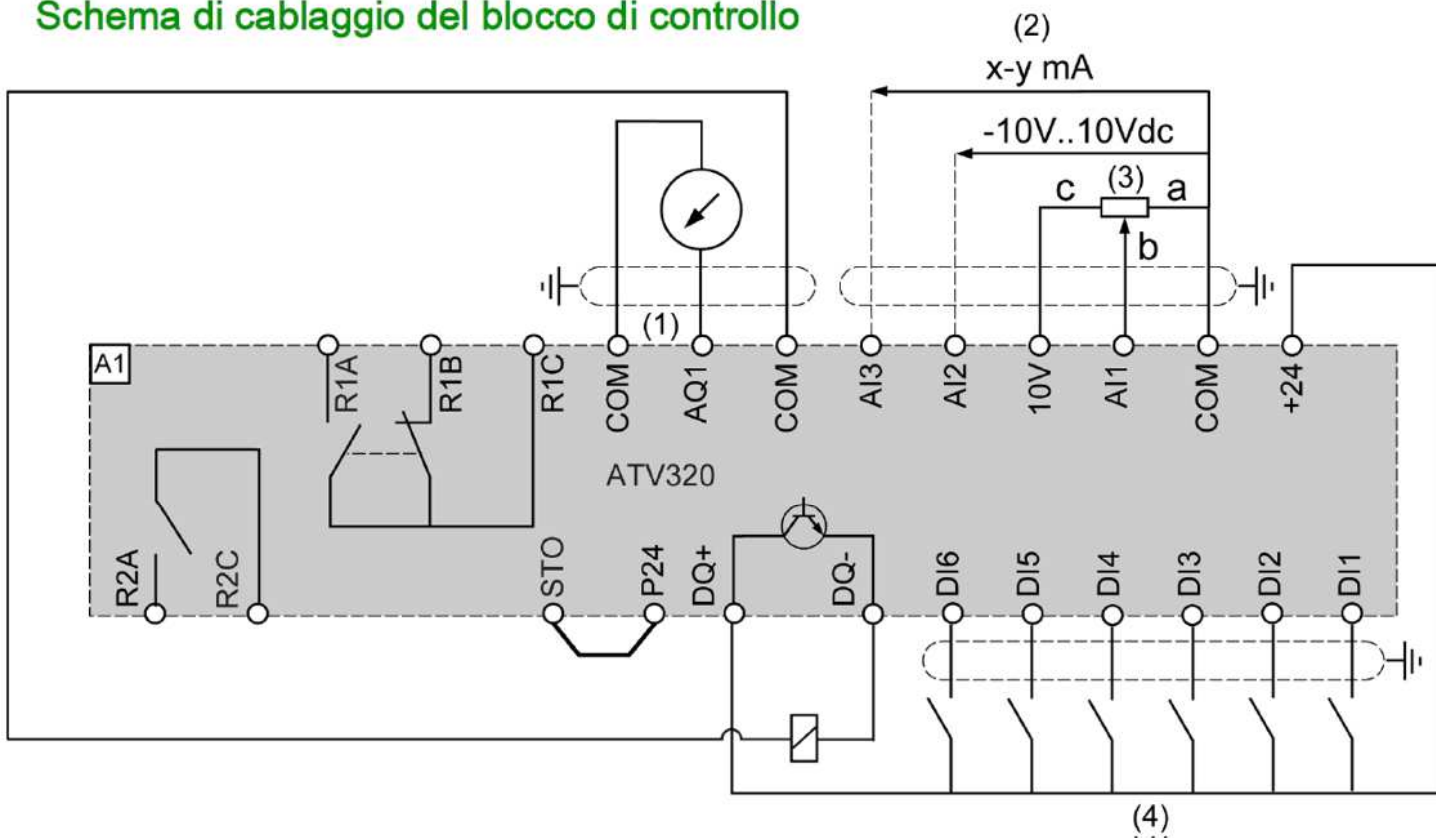 Schema di cablaggio del blocco di controllo
(2)
x-y mA
-10V..10Vdc
c (3) a
b
(1)
A1
R1A R1B R1C COM AQ1 COM AI3 AI2 10V AI1 COM +24
ATV320
R2A R2C STO P24 DQ+ DQ- DI6 DI5 DI4 DI3 DI2 DI1
(4)